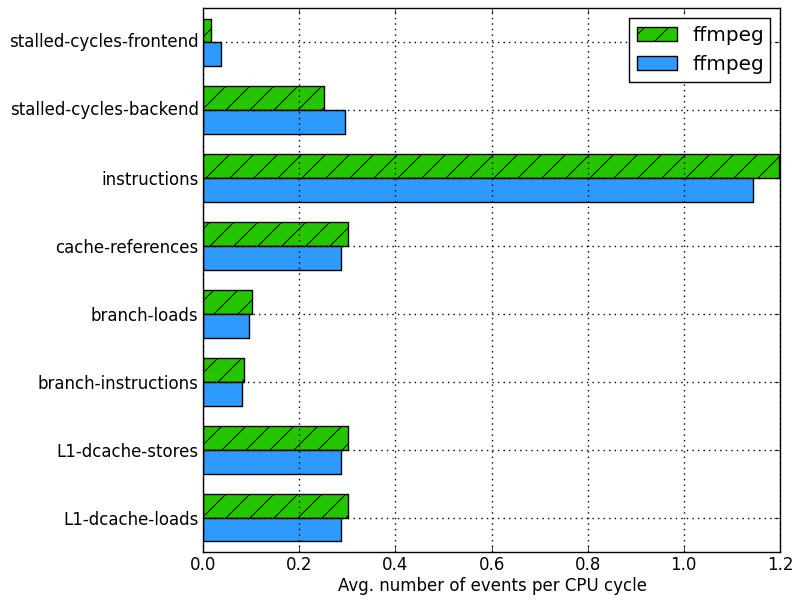 ffmpeg
ffmpeg
stalled-cycles-frontend
stalled-cycles-backend
instructions
cache-references
branch-loads
branch-instructions
L1-dcache-stores
L1-dcache-loads
0.0 0.2 0.4 0.6 0.8 1.0 1.2
Avg. number of events per CPU cycle